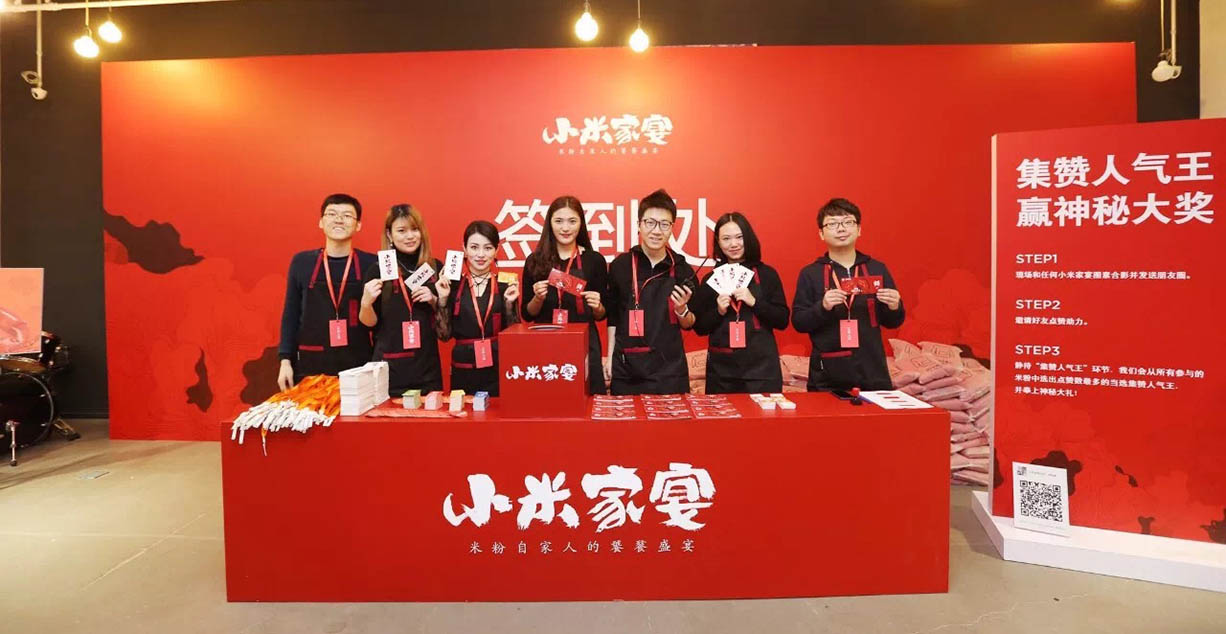 小米家宴
米粉自家人的饕餮盛宴
签到处
集赞人气王
赢神秘大奖
STEP1
现场和任何小米家宴图素合影并发送朋友圈。
STEP2
邀请好友点赞助力。
STEP3
静待“集赞人气王”环节，我们会从所有参与的
米粉中选出点赞数最多的当选集赞人气王，
并奉上神秘大礼！
小米家宴
小米家宴
米粉自家人的饕餮盛宴